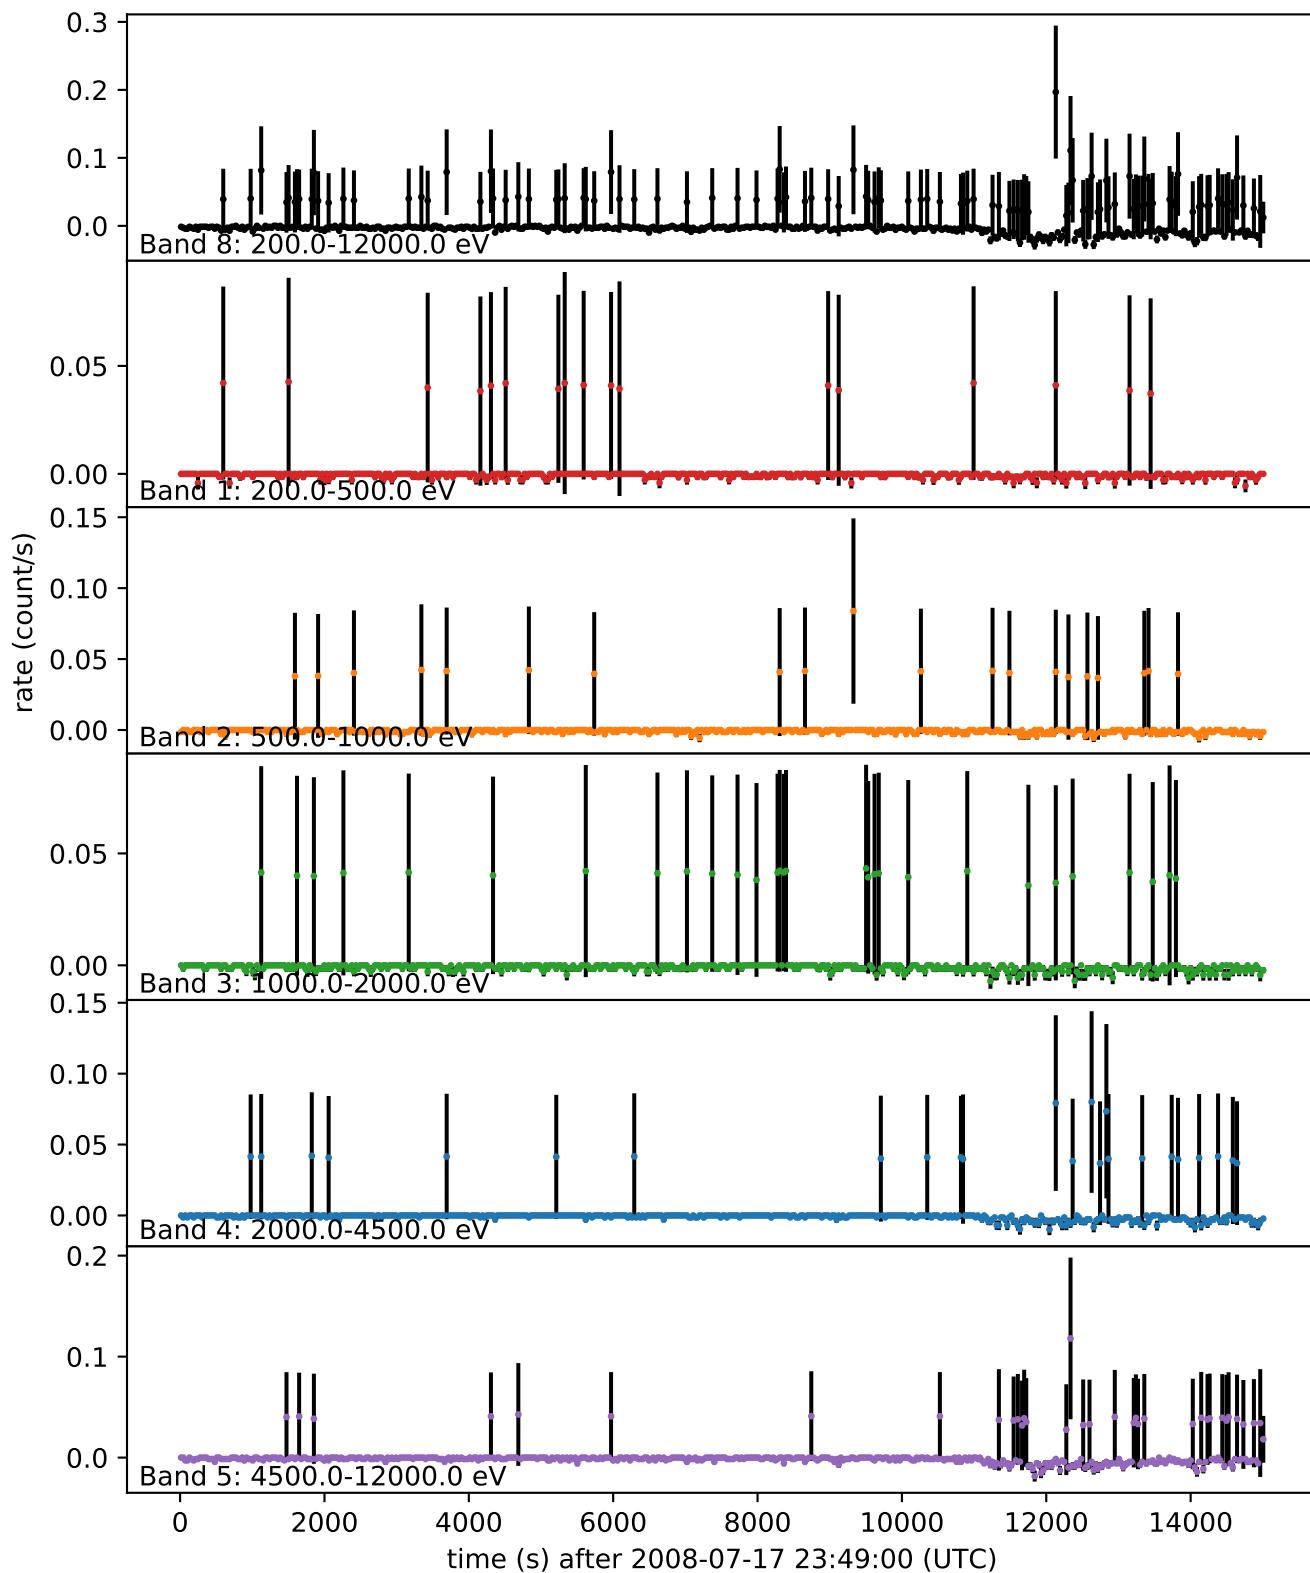 0.3
0.2
0.1
0.0
Band 8: 200.0-12000.0 eV
0.05
0.00
Band 1: 200.0-500.0 eV
0.15
0.10
0.05
0.00
Band 2: 500.0-1000.0 eV
rate (count/s)
0.05
0.00
Band 3: 1000.0-2000.0 eV
0.15
0.10
0.05
0.00
Band 4: 2000.0-4500.0 eV
0.2
0.1
0.0
Band 5: 4500.0-12000.0 eV
0 2000 4000 6000 8000 10000 12000 14000
time (s) after 2008-07-17 23:49:00 (UTC)